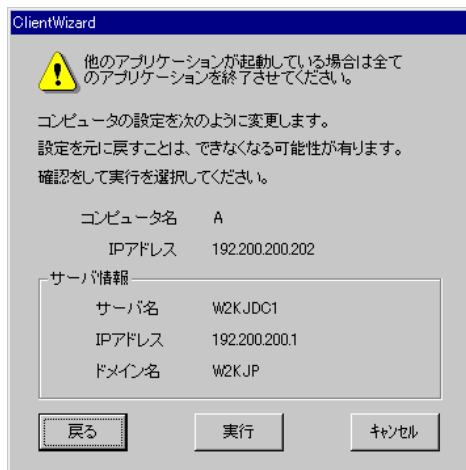 ClientWizard
他のアプリケーションが起動している場合は全て
のアプリケーションを終了させてください。
コンピュータの設定を次のように変更します。
設定を元に戻すことは、できなくなる可能性が有ります。
確認をして実行を選択してください。
コンピュータ名 A
IPアドレス 192.200.200.202
サーバ情報
サーバ名 W2KJDC1
IPアドレス 192.200.200.1
ドメイン名 W2KJP
戻る 実行 キャンセル